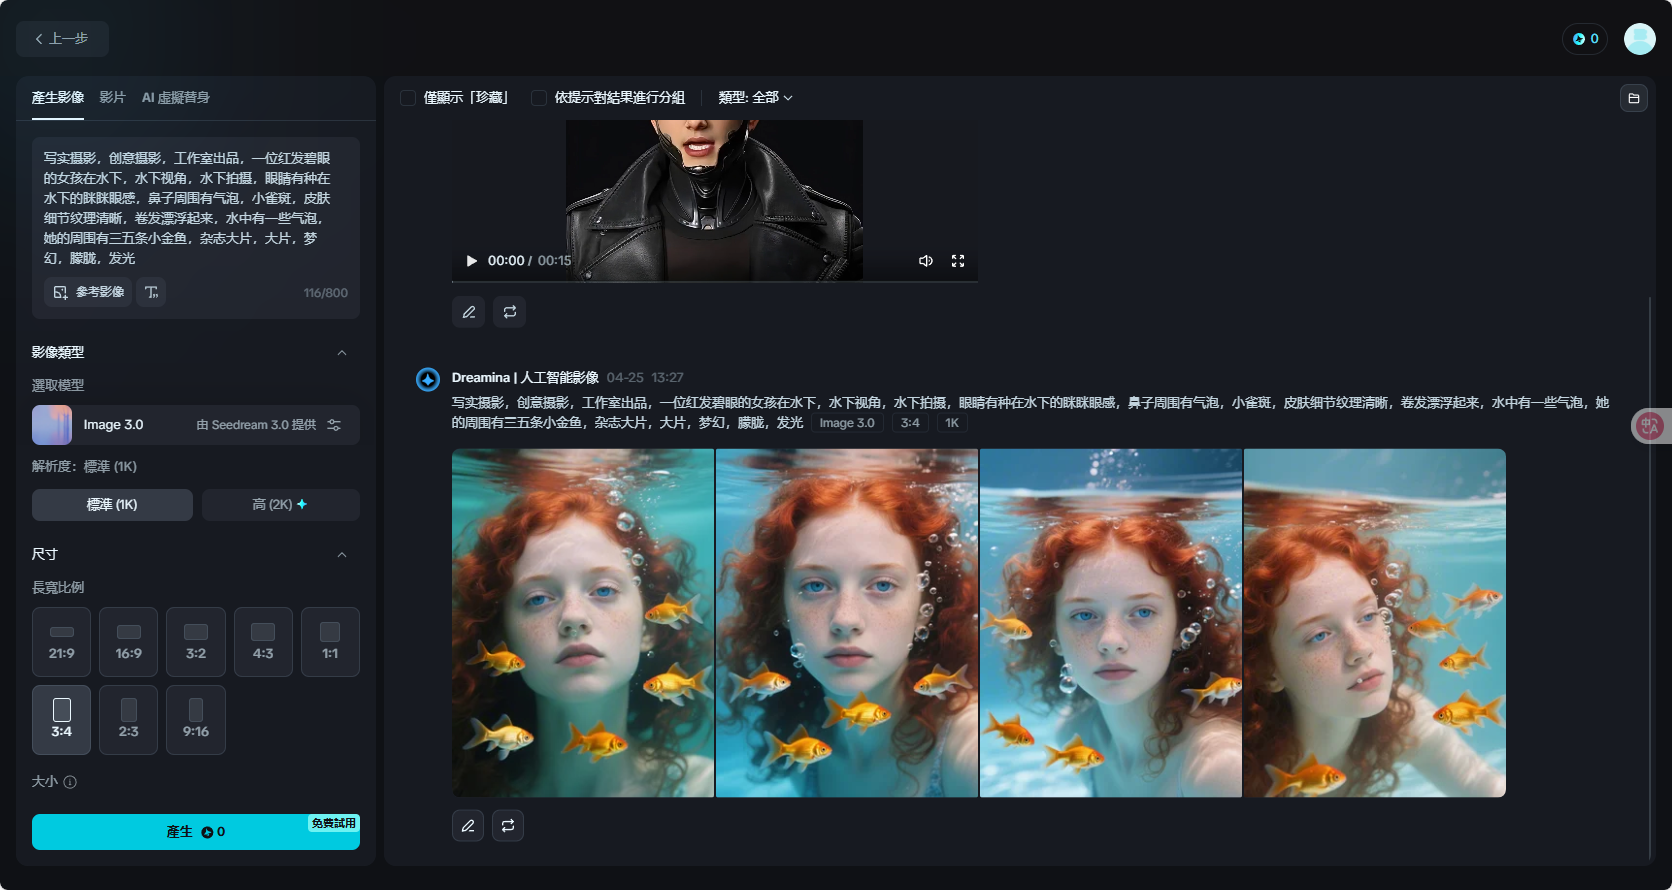 上一步
0
產生影像 影片 AI 虛擬替身
写实摄影，创意摄影，工作室出品，一位红发碧眼
的女孩在水下，水下视角，水下拍摄，眼睛有种在
水下的眯眯眼感，鼻子周围有气泡，小雀斑，皮肤
细节纹理清晰，卷发漂浮起来，水中有一些气泡，
她的周围有三五条小金鱼，杂志大片，大片，梦
幻，朦胧，发光
參考影像 116/800
影像類型
選取模型
Image 3.0 由 Seedream 3.0 提供
解析度：標準 (1K)
標準 (1K) 高 (2K)
尺寸
長寬比例
21:9 16:9 3:2 4:3 1:1
3:4 2:3 9:16
大小
免費試用
產生 0
僅顯示「珍藏」 依提示對結果進行分組 類型: 全部
00:00 / 00:15
Dreamina | 人工智能影像 04-25 13:27
写实摄影，创意摄影，工作室出品，一位红发碧眼的女孩在水下，水下视角，水下拍摄，眼睛有种在水下的眯眯眼感，鼻子周围有气泡，小雀斑，皮肤细节纹理清晰，卷发漂浮起来，水中有一些气泡，她
的周围有三五条小金鱼，杂志大片，大片，梦幻，朦胧，发光 Image 3.0 3:4 1K
中A